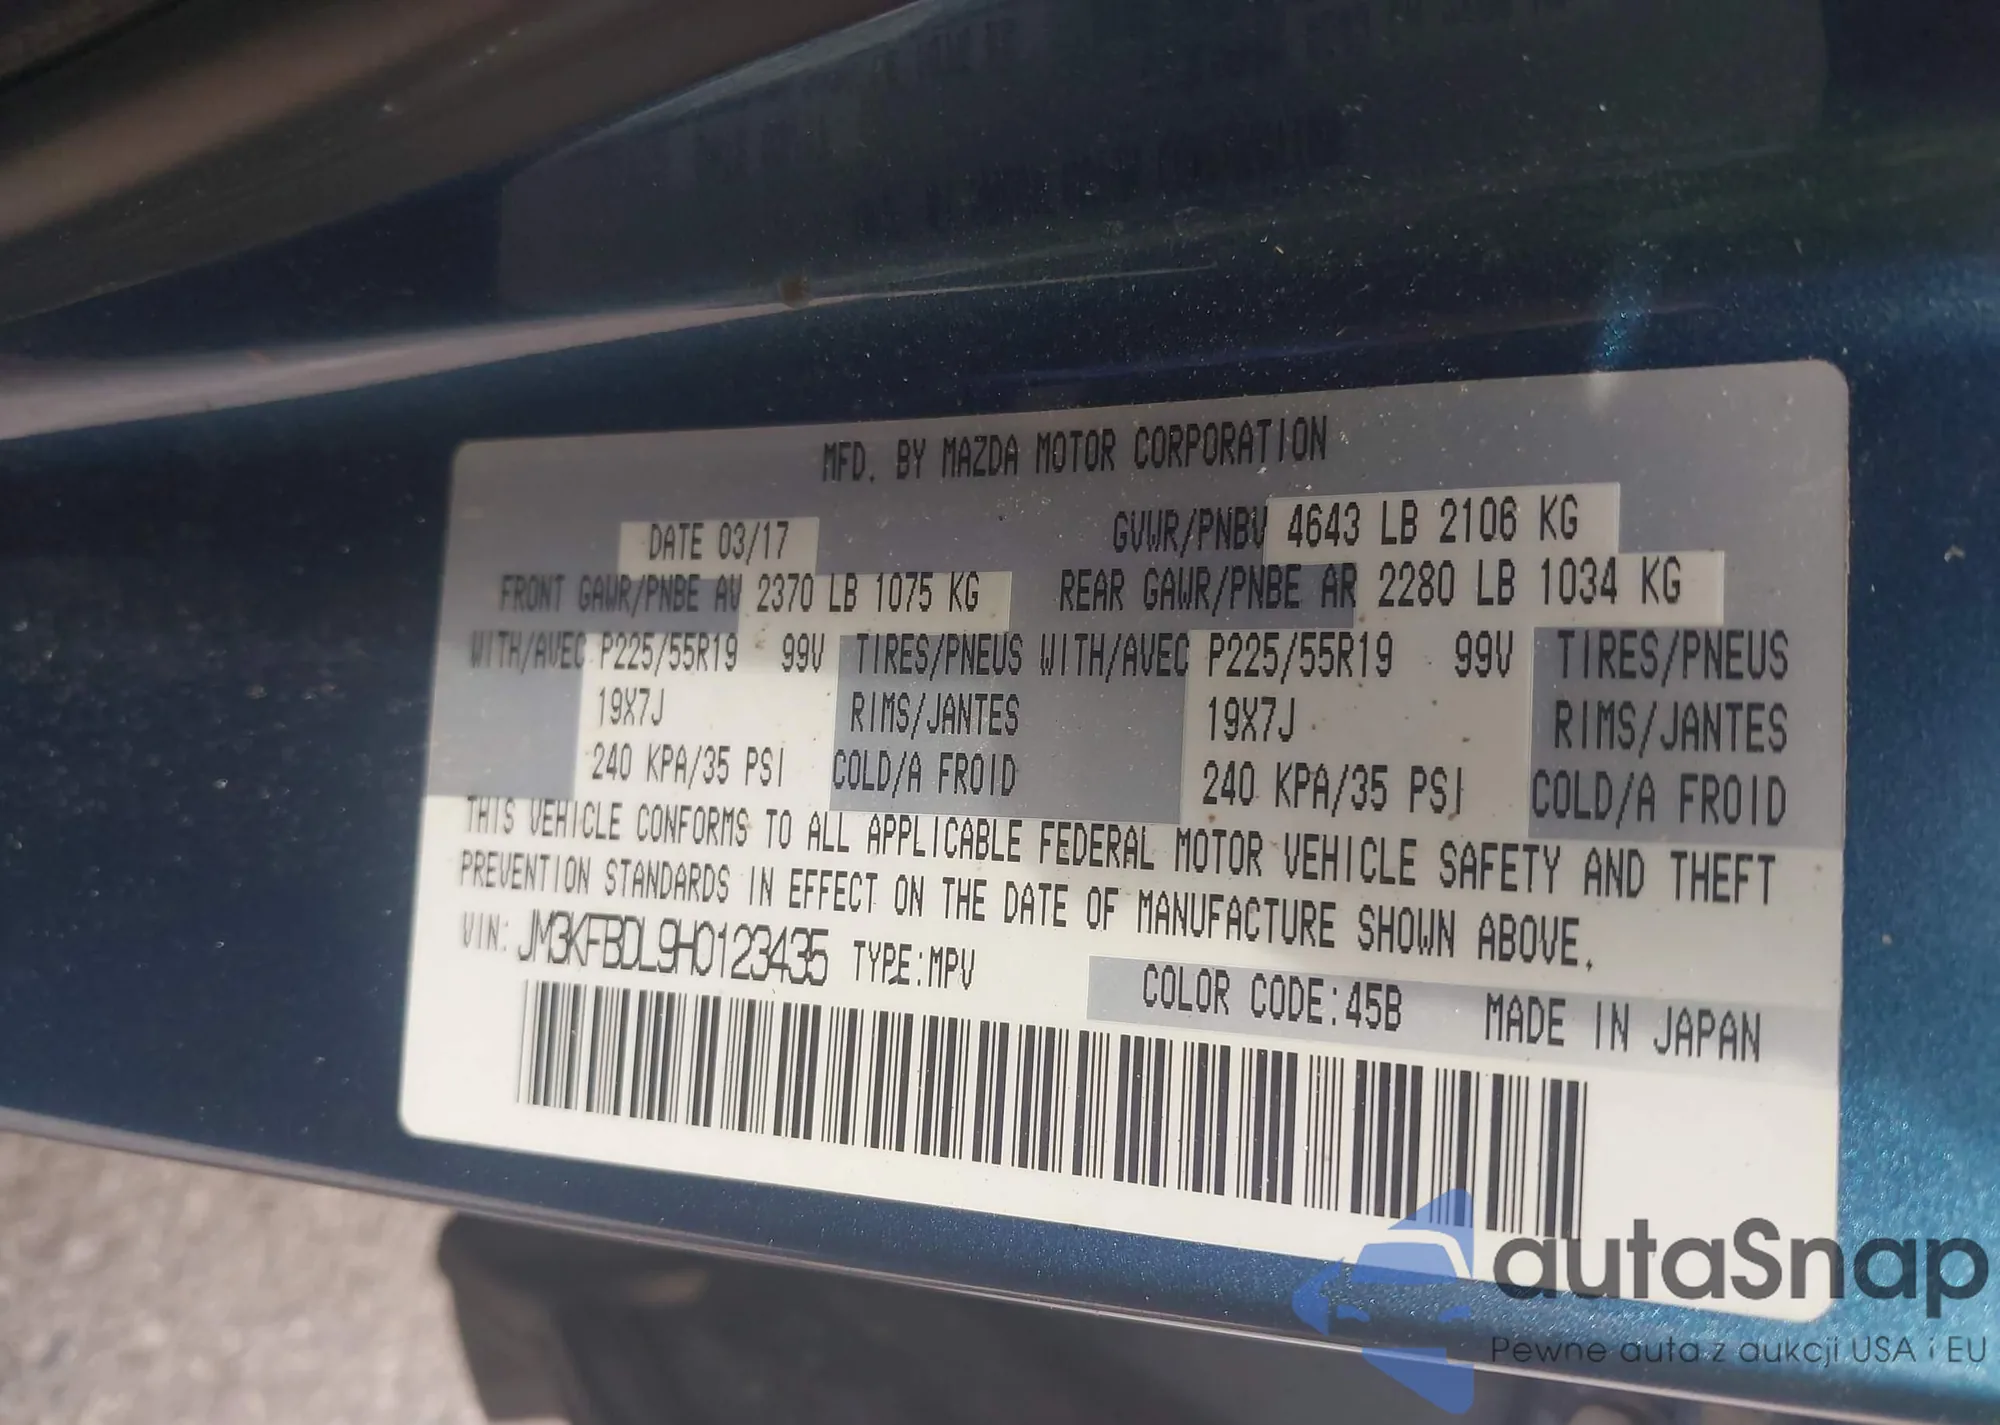 MFD. BY MAZDA MOTOR CORPORATION
DATE 03/17 GVWR/PNBV 4643 LB 2106 KG
FRONT GAWR/PNBE AV 2370 LB 1075 KG REAR GAWR/PNBE AR 2280 LB 1034 KG
WITH/AVEC P225/55R19 99V TIRES/PNEUS WITH/AVEC P225/55R19 99V TIRES/PNEUS
19X7J RIMS/JANTES 19X7J RIMS/JANTES
240 KPA/35 PSI COLD/A FROID 240 KPA/35 PSI COLD/A FROID
THIS VEHICLE CONFORMS TO ALL APPLICABLE FEDERAL MOTOR VEHICLE SAFETY AND THEFT
PREVENTION STANDARDS IN EFFECT ON THE DATE OF MANUFACTURE SHOWN ABOVE.
VIN: JM3KFBDL9H0123435 TYPE:MPV COLOR CODE:45B MADE IN JAPAN
autaSnap
Pewne auta z aukcji USA i EU